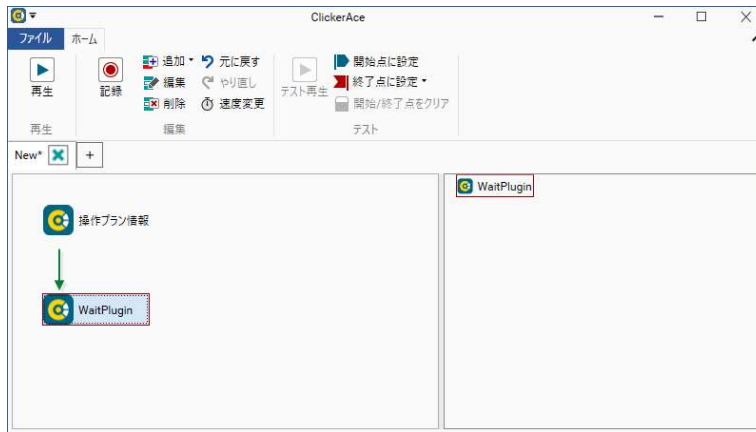 ClickerAce
ファイル ホーム
再生
記録
追加
編集
削除
元に戻す
やり直し
速度変更
テスト再生
開始点に設定
終了点に設定
開始/終了点をクリア
再生 編集 テスト
New* +
操作プラン情報
WaitPlugin
WaitPlugin